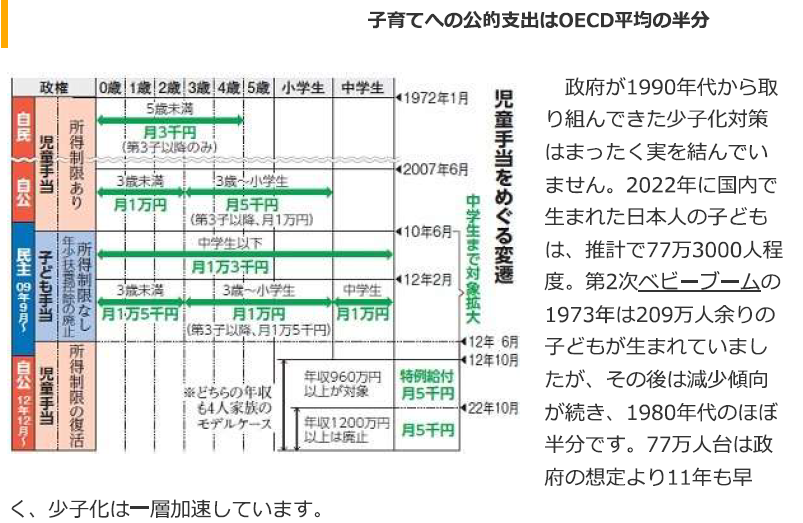 子育てへの公的支出はOECD平均の半分
児童手当をめぐる変遷
政権 0歳 1歳 2歳 3歳 4歳 5歳 小学生 中学生
自民
児童手当
所得制限あり
5歳未満
月3千円
(第3子以降のみ)
1972年1月
2007年6月
自公
3歳未満
月1万円
3歳〜小学生
月5千円
(第3子以降、月1万円)
10年6月
民主
09年9月〜
子ども手当
所得制限なし
年少扶養控除の廃止
中学生以下
月1万3千円
中学生まで対象拡大
12年2月
3歳未満
月1万5千円
3歳〜小学生
月1万円
(第3子以降、月1万5千円)
中学生
月1万円
12年6月
12年10月
自公
12年12月〜
児童手当
所得制限の復活
※どちらの年収
も4人家族の
モデルケース
年収960万円
以上が対象
特例給付
月5千円
22年10月
年収1200万円
以上は廃止
月5千円
政府が1990年代から取
り組んできた少子化対策
はまったく実を結んでい
ません。2022年に国内で
生まれた日本人の子ども
は、推計で77万3000人程
度。第2次ベビーブームの
1973年は209万人余りの
子どもが生まれていまし
たが、その後は減少傾向
が続き、1980年代のほぼ
半分です。77万人台は政
府の想定より11年も早
く、少子化は一層加速しています。